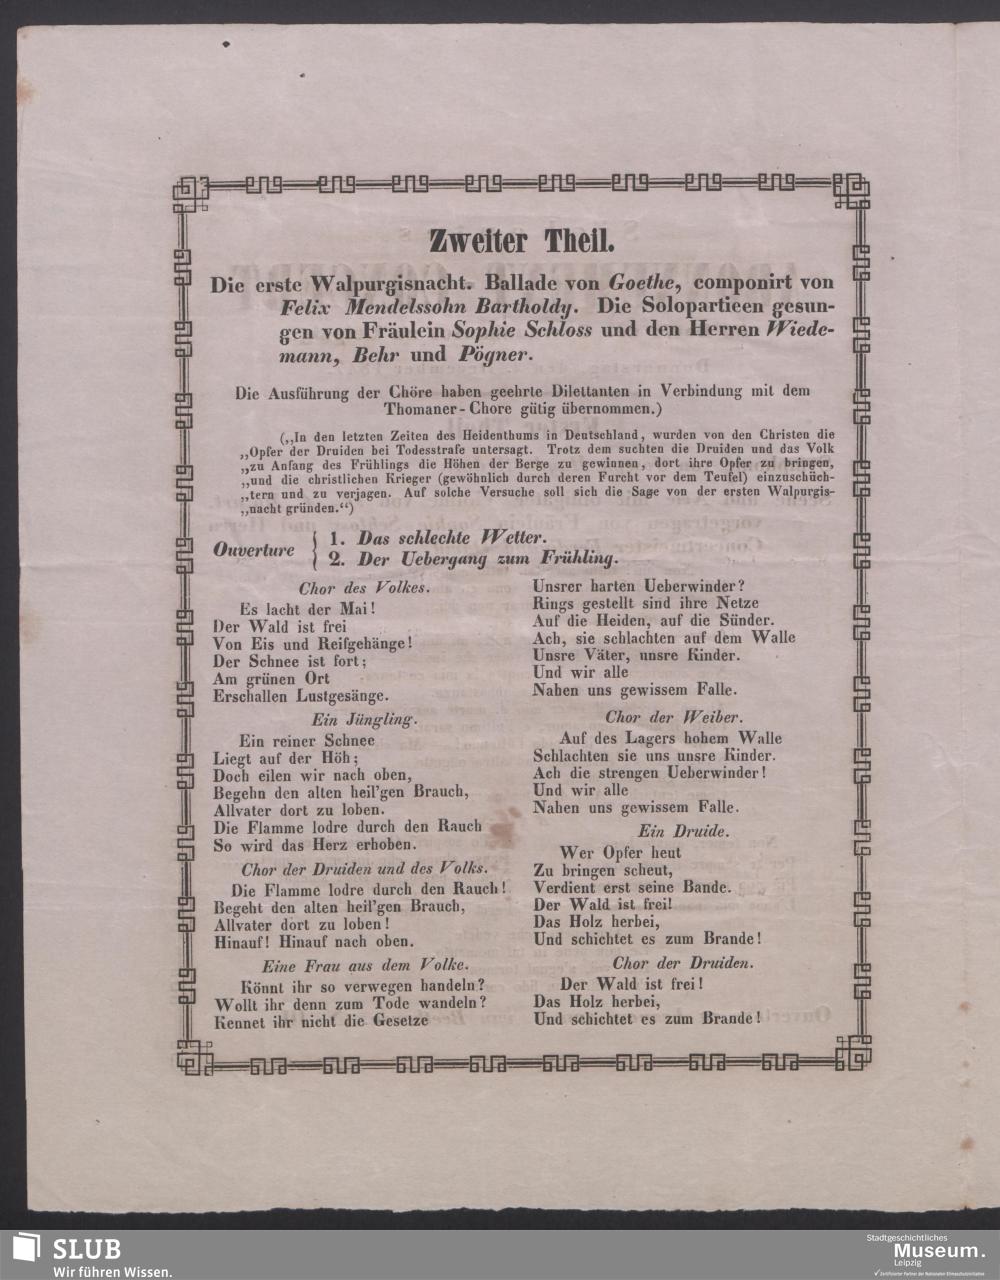 Zweiter Theil.
Die erste Walpurgisnacht. Ballade von Goethe, componirt von
Felix Mendelssohn Bartholdy. Die Solopartieen gesun-
gen von Fräulein Sophie Schloss und den Herren Wiede-
mann, Behr und Pögner.
Die Ausführung der Chöre haben geehrte Dilettanten in Verbindung mit dem
Thomaner-Chore gütig übernommen.)
(„In den letzten Zeiten des Heidenthums in Deutschland, wurden von den Christen die
„Opfer der Druiden bei Todesstrafe untersagt. Trotz dem suchten die Druiden und das Volk
„zu Anfang des Frühlings die Höhen der Berge zu gewinnen, dort ihre Opfer zu bringen,
„und die christlichen Krieger (gewöhnlich durch deren Furcht vor dem Teufel) einzuschüch-
„tern und zu verjagen. Auf solche Versuche soll sich die Sage von der ersten Walpurgis-
„nacht gründen.“)
Ouverture { 1. Das schlechte Wetter.
2. Der Uebergang zum Frühling.
Chor des Volkes.
Es lacht der Mai!
Der Wald ist frei
Von Eis und Reifgehänge!
Der Schnee ist fort;
Am grünen Ort
Erschallen Lustgesänge.
Ein Jüngling.
Ein reiner Schnee
Liegt auf der Höh;
Doch eilen wir nach oben,
Begehn den alten heil'gen Brauch,
Allvater dort zu loben.
Die Flamme lodre durch den Rauch
So wird das Herz erhoben.
Chor der Druiden und des Volks.
Die Flamme lodre durch den Rauch!
Begeht den alten heil'gen Brauch,
Allvater dort zu loben!
Hinauf! Hinauf nach oben.
Eine Frau aus dem Volke.
Könnt ihr so verwegen handeln?
Wollt ihr denn zum Tode wandeln?
Kennet ihr nicht die Gesetze
Unsrer harten Ueberwinder?
Rings gestellt sind ihre Netze
Auf die Heiden, auf die Sünder.
Ach, sie schlachten auf dem Walle
Unsre Väter, unsre Kinder.
Und wir alle
Nahen uns gewissem Falle.
Chor der Weiber.
Auf des Lagers hohem Walle
Schlachten sie uns unsre Kinder.
Ach die strengen Ueberwinder!
Und wir alle
Nahen uns gewissem Falle.
Ein Druide.
Wer Opfer heut
Zu bringen scheut,
Verdient erst seine Bande.
Der Wald ist frei!
Das Holz herbei,
Und schichtet es zum Brande!
Chor der Druiden.
Der Wald ist frei!
Das Holz herbei,
Und schichtet es zum Brande!
SLUB
Wir führen Wissen.
Stadtgeschichtliches
Museum.
Leipzig
✓ Zertifizierter Partner der Nationalen Klimaschutzinitiative